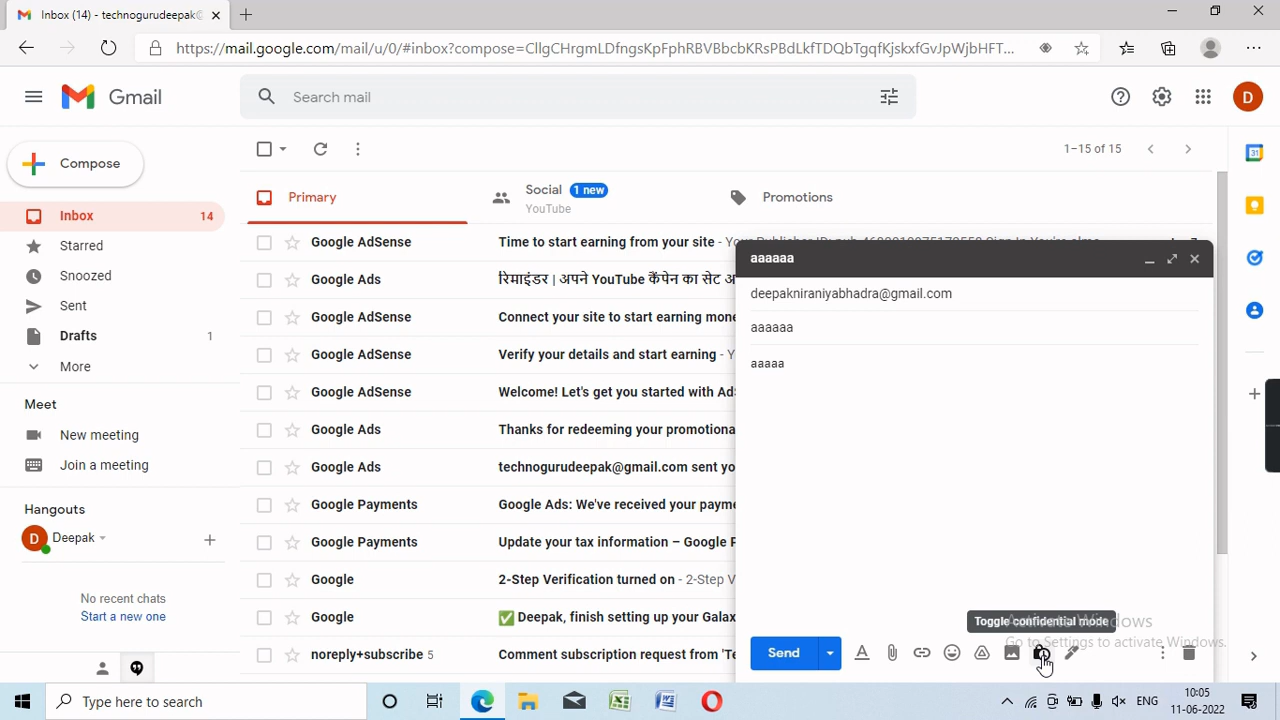 Inbox (14) - technogurudeepak@
https://mail.google.com/mail/u/0/#inbox?compose=CllgCHrgmLDfngsKpFphRBVBbcbKRsPBdLkfTDQbTgqfKjskxfGvJpWjbHFT...
Gmail
Search mail
D
Compose
1–15 of 15
Inbox 14
Primary
Social 1 new
YouTube
Promotions
Starred
Snoozed
Sent
Drafts 1
More
Google AdSense Time to start earning from your site
Google Ads रिमाइंडर | अपने YouTube कैंपेन का सेट
Google AdSense Connect your site to start earning mone
Google AdSense Verify your details and start earning - Y
Google AdSense Welcome! Let's get you started with Ad
Google Ads Thanks for redeeming your promotiona
Google Ads technogurudeepak@gmail.com sent yo
Google Payments Google Ads: We've received your payme
Google Payments Update your tax information – Google P
Google 2-Step Verification turned on - 2-Step V
Google ✅ Deepak, finish setting up your Galax
noreply+subscribe 5 Comment subscription request from 'Te
aaaaaa
deepakniraniyabhadra@gmail.com
aaaaaa
aaaaa
Meet
New meeting
Join a meeting
Hangouts
D Deepak
No recent chats
Start a new one
Toggle confidential mode
Activate Windows
Go to Settings to activate Windows.
Send
Type here to search
ENG
10:05
11-06-2022